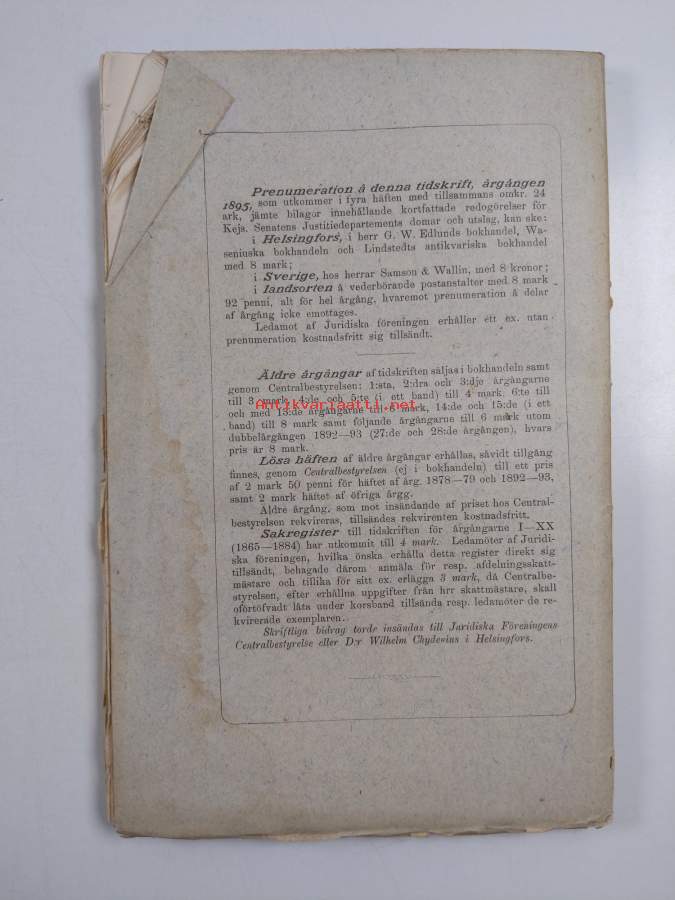 Prenumeration å denna tidskrift, årgången
1895, som utkommer i fyra häften med tillsammans omkr. 24
ark, jämte bilagor innehållande kortfattade redogörelser för
Kejs. Senatens Justitiedepartements domar och utslag, kan ske:
i Helsingfors, i herr G. W. Edlunds bokhandel, Wa-
seniuska bokhandeln och Lindstedts antikvariska bokhandel
med 8 mark;
i Sverige, hos herrar Samson & Wallin, med 8 kronor;
i landsorten å vederbörande postanstalter med 8 mark
92 penni, alt för hel årgång, hvaremot prenumeration å delar
af årgång icke emottages.
Ledamot af Juridiska föreningen erhåller ett ex. utan
prenumeration kostnadsfritt sig tillsändt.
Äldre årgångar af tidskriften säljas i bokhandeln samt
genom Centralbestyrelsen: 1:sta, 2:dra och 3:dje årgångarne
till 3 mark, 4:de och 5:te (i ett band) till 4 mark, 6:te till
och med 13:de årgångarne till 6 mark, 14:de och 15:de (i ett
band) till 8 mark samt följande årgångarne till 6 mark utom
dubbelårgången 1892—93 (27:de och 28:de årgången), hvars
pris är 8 mark.
Lösa häften af äldre årgångar erhållas, såvidt tillgång
finnes, genom Centralbestyrelsen (ej i bokhandeln) till ett pris
af 2 mark 50 penni för häftet af årg. 1878—79 och 1892—93,
samt 2 mark häftet af öfriga årgg.
Äldre årgång, som mot insändande af priset hos Central-
bestyrelsen rekvireras, tillsändes rekvirenten kostnadsfritt.
Sakregister till tidskriften för årgångarne I—XX
(1865—1884) har utkommit till 4 mark. Ledamöter af Juridi-
ska föreningen, hvilka önska erhålla detta register direkt sig
tillsändt, behagade därom anmäla för resp. afdelningsskatt-
mästare och tillika för sitt ex. erlägga 3 mark, då Centralbe-
styrelsen, efter erhållna uppgifter från hrr skattmästare, skall
oförtöfvadt låta under korsband tillsända resp. ledamöter de re-
kvirerade exemplaren.
Skriftliga bidrag torde insändas till Juridiska Föreningens
Centralbestyrelse eller D:r Wilhelm Chydenius i Helsingfors.
Antikvariaatti.net